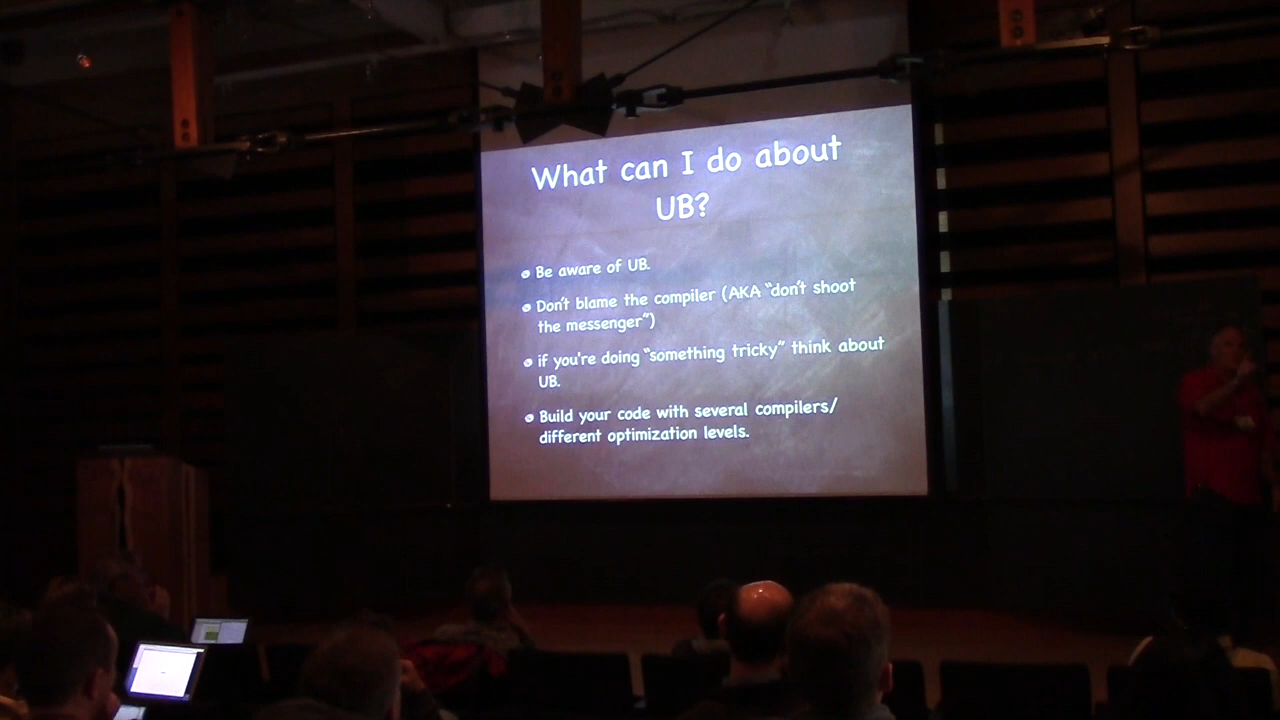 What can I do about
UB?
Be aware of UB.
Don't blame the compiler (AKA "don't shoot
the messenger")
if you're doing "something tricky" think about
UB.
Build your code with several compilers/
different optimization levels.